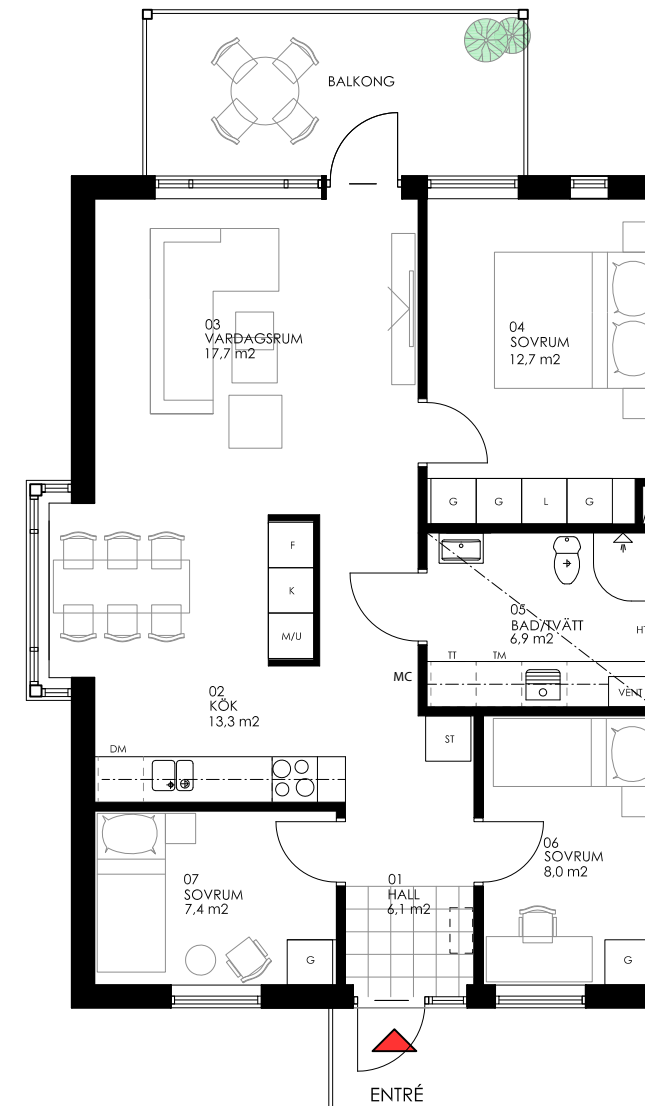 BALKONG
03
VARDAGSRUM
17,7 m2
04
SOVRUM
12,7 m2
G
G
L
G
F
K
M/U
05
BAD/TVÄTT
6,9 m2
HT
TT
TM
MC
VENT
02
KÖK
13,3 m2
ST
DM
06
SOVRUM
8,0 m2
07
SOVRUM
7,4 m2
01
HALL
6,1 m2
G
G
ENTRÉ